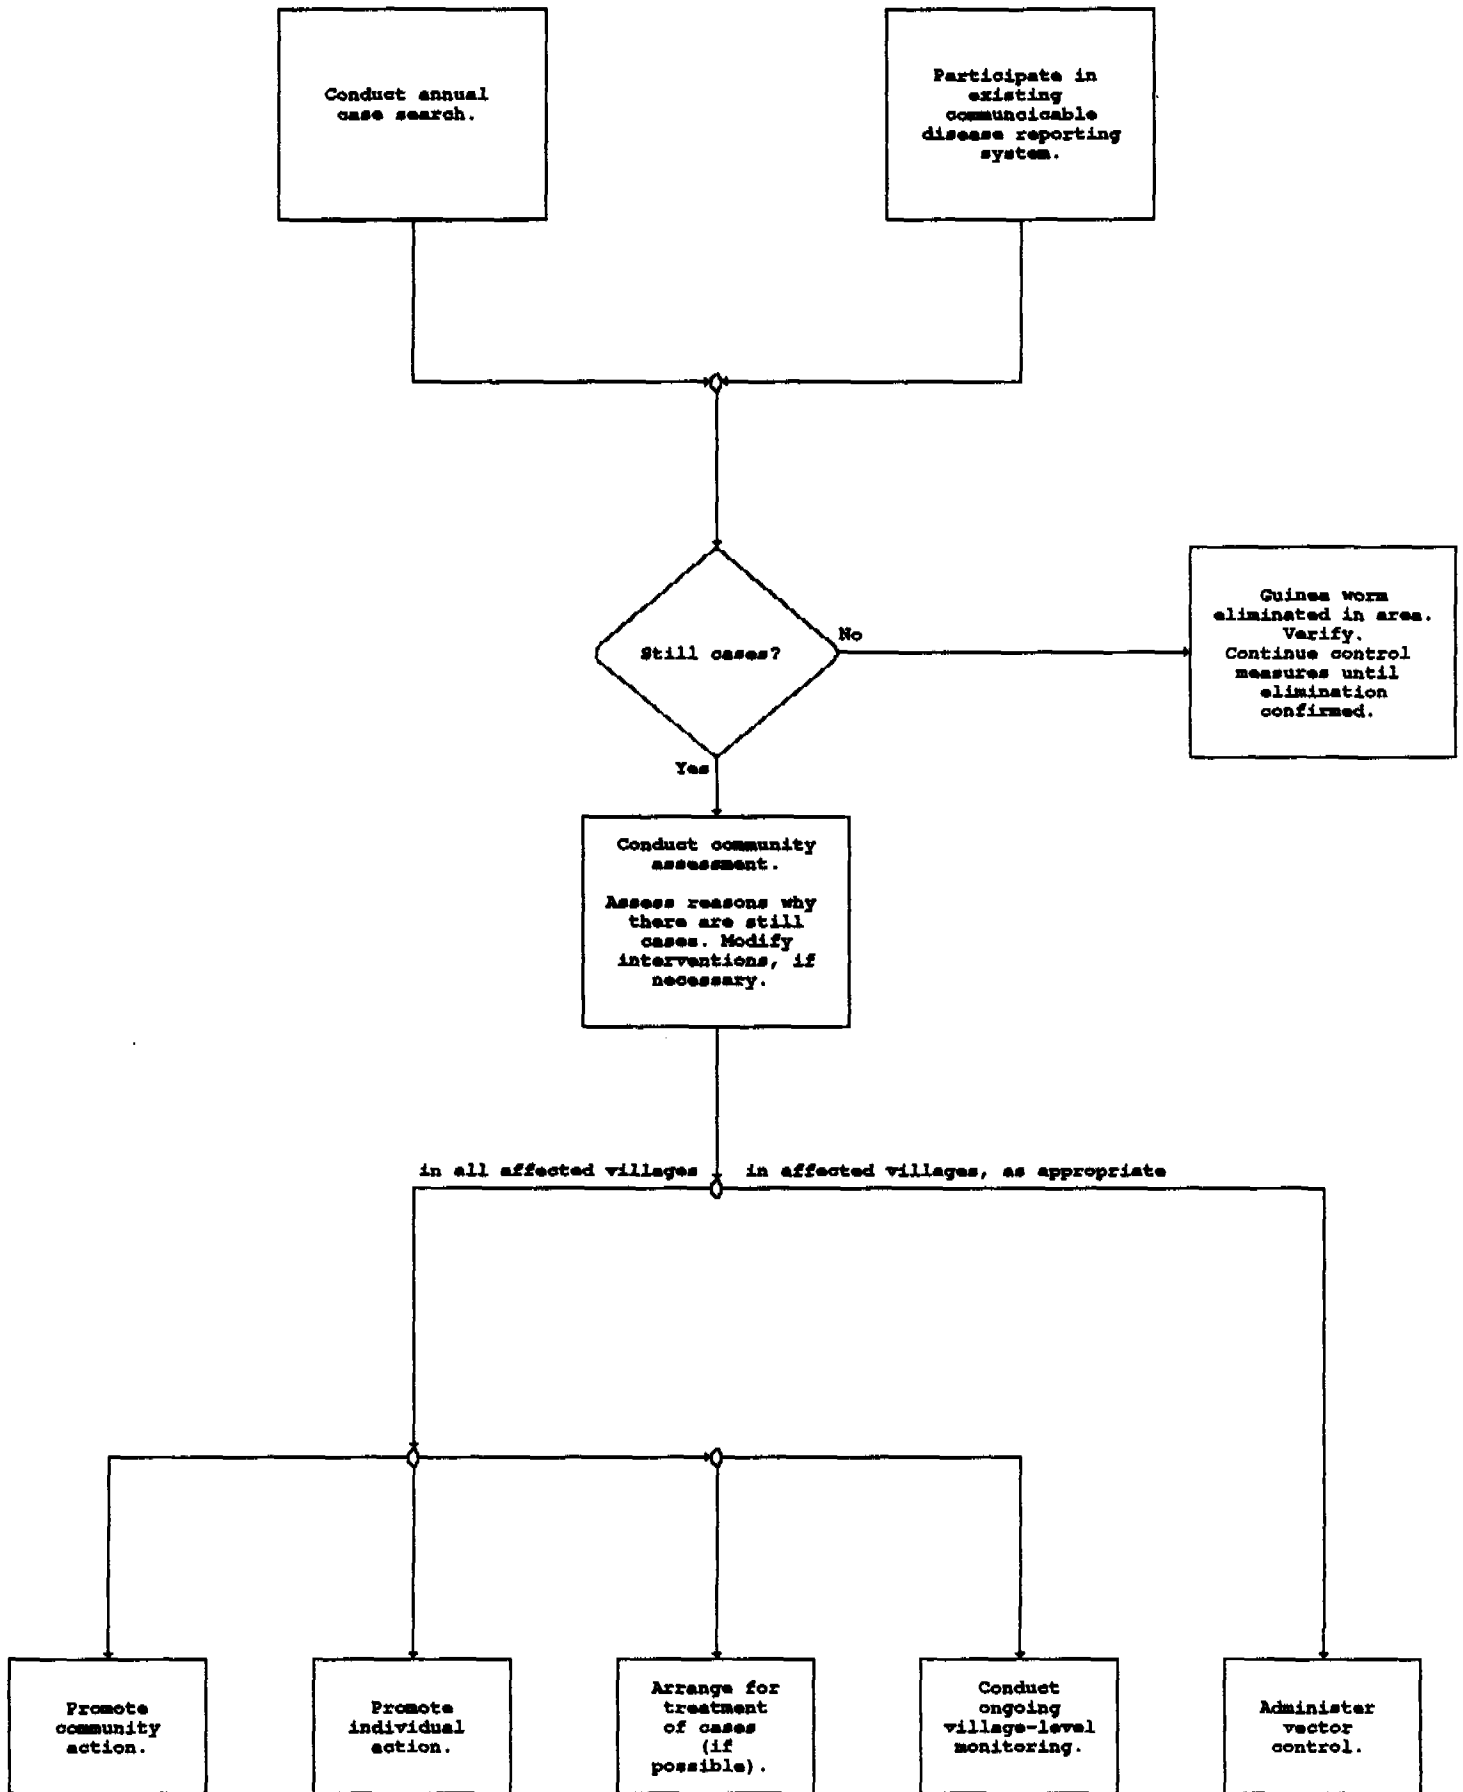 Conduct annual
case search.
Participate in
existing
communcicable
disease reporting
system.
Still cases?
No
Guinea worm
eliminated in area.
Verify.
Continue control
measures until
elimination
confirmed.
Yes
Conduct community
assessment.
Assess reasons why
there are still
cases. Modify
interventions, if
necessary.
in all affected villages
in affected villages, as appropriate
Promote
community
action.
Promote
individual
action.
Arrange for
treatment
of cases
(if
possible).
Conduct
ongoing
village-level
monitoring.
Administer
vector
control.